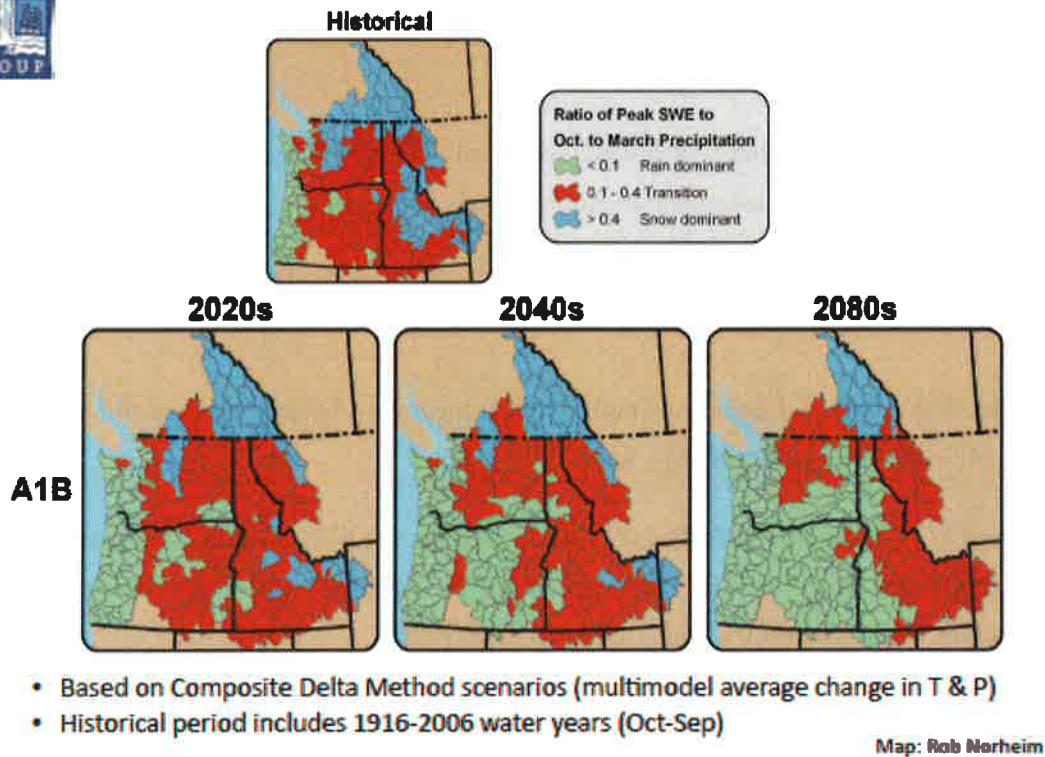 OUP
Historical
Ratio of Peak SWE to
Oct. to March Precipitation
< 0.1 Rain dominant
0.1 - 0.4 Transition
> 0.4 Snow dominant
2020s
2040s
2080s
A1B
• Based on Composite Delta Method scenarios (multimodel average change in T & P)
• Historical period includes 1916-2006 water years (Oct-Sep)
Map: Rob Norheim